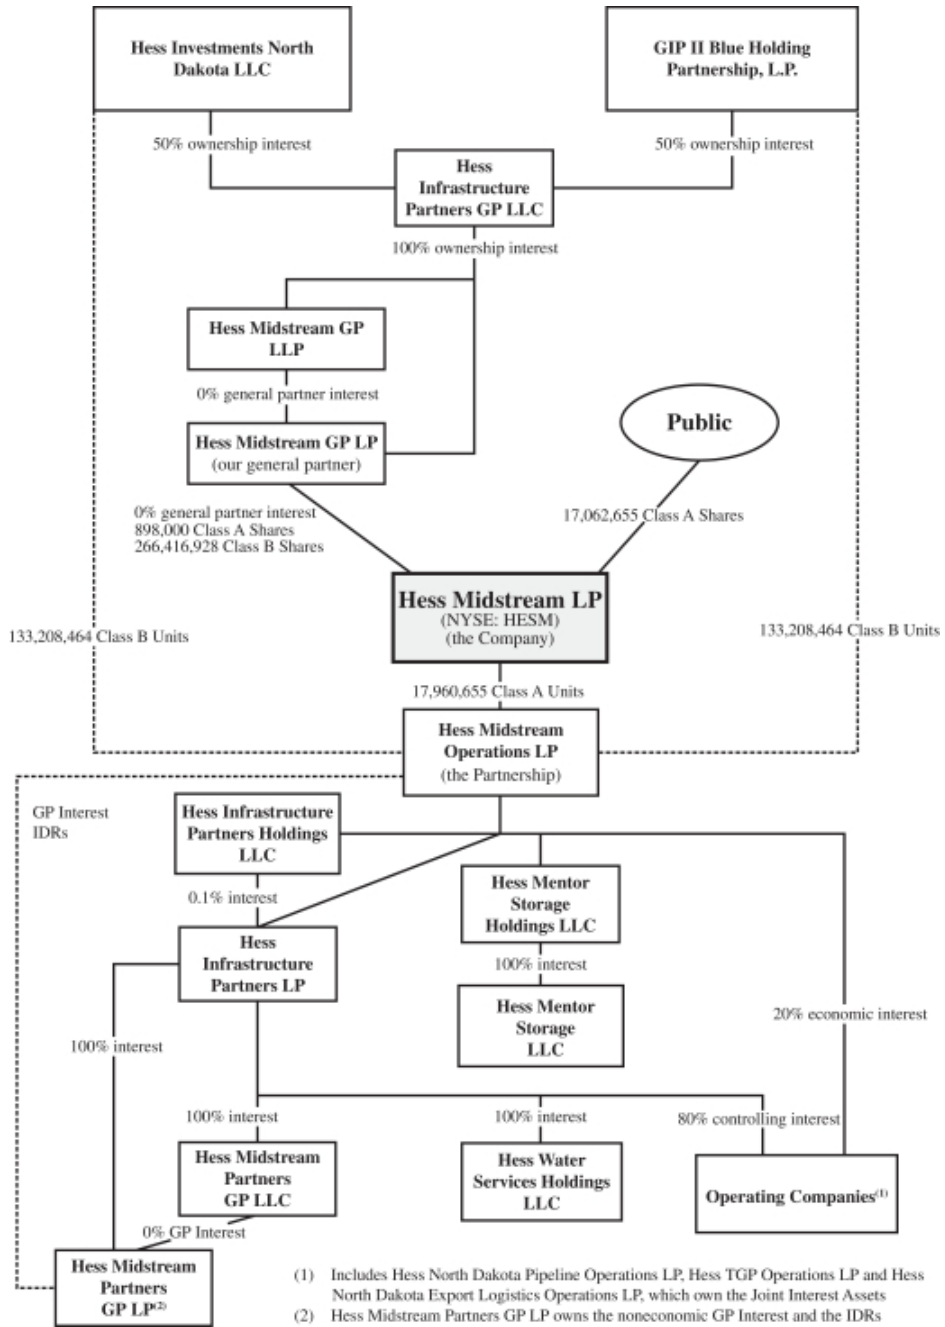 Hess Investments North
Dakota LLC
GIP II Blue Holding
Partnership, L.P.
50% ownership interest
50% ownership interest
Hess
Infrastructure
Partners GP LLC
100% ownership interest
Hess Midstream GP
LLP
0% general partner interest
Hess Midstream GP LP
(our general partner)
Public
0% general partner interest
898,000 Class A Shares
266,416,928 Class B Shares
17,062,655 Class A Shares
Hess Midstream LP
(NYSE: HESM)
(the Company)
133,208,464 Class B Units
133,208,464 Class B Units
17,960,655 Class A Units
Hess Midstream
Operations LP
(the Partnership)
GP Interest
IDRs
Hess Infrastructure
Partners Holdings
LLC
0.1% interest
Hess Mentor
Storage
Holdings LLC
Hess
Infrastructure
Partners LP
100% interest
Hess Mentor
Storage
LLC
20% economic interest
100% interest
100% interest
100% interest
80% controlling interest
Hess Midstream
Partners
GP LLC
Hess Water
Services Holdings
LLC
Operating Companies(1)
0% GP Interest
Hess Midstream
Partners
GP LP(2)
(1) Includes Hess North Dakota Pipeline Operations LP, Hess TGP Operations LP and Hess
North Dakota Export Logistics Operations LP, which own the Joint Interest Assets
(2) Hess Midstream Partners GP LP owns the noneconomic GP Interest and the IDRs